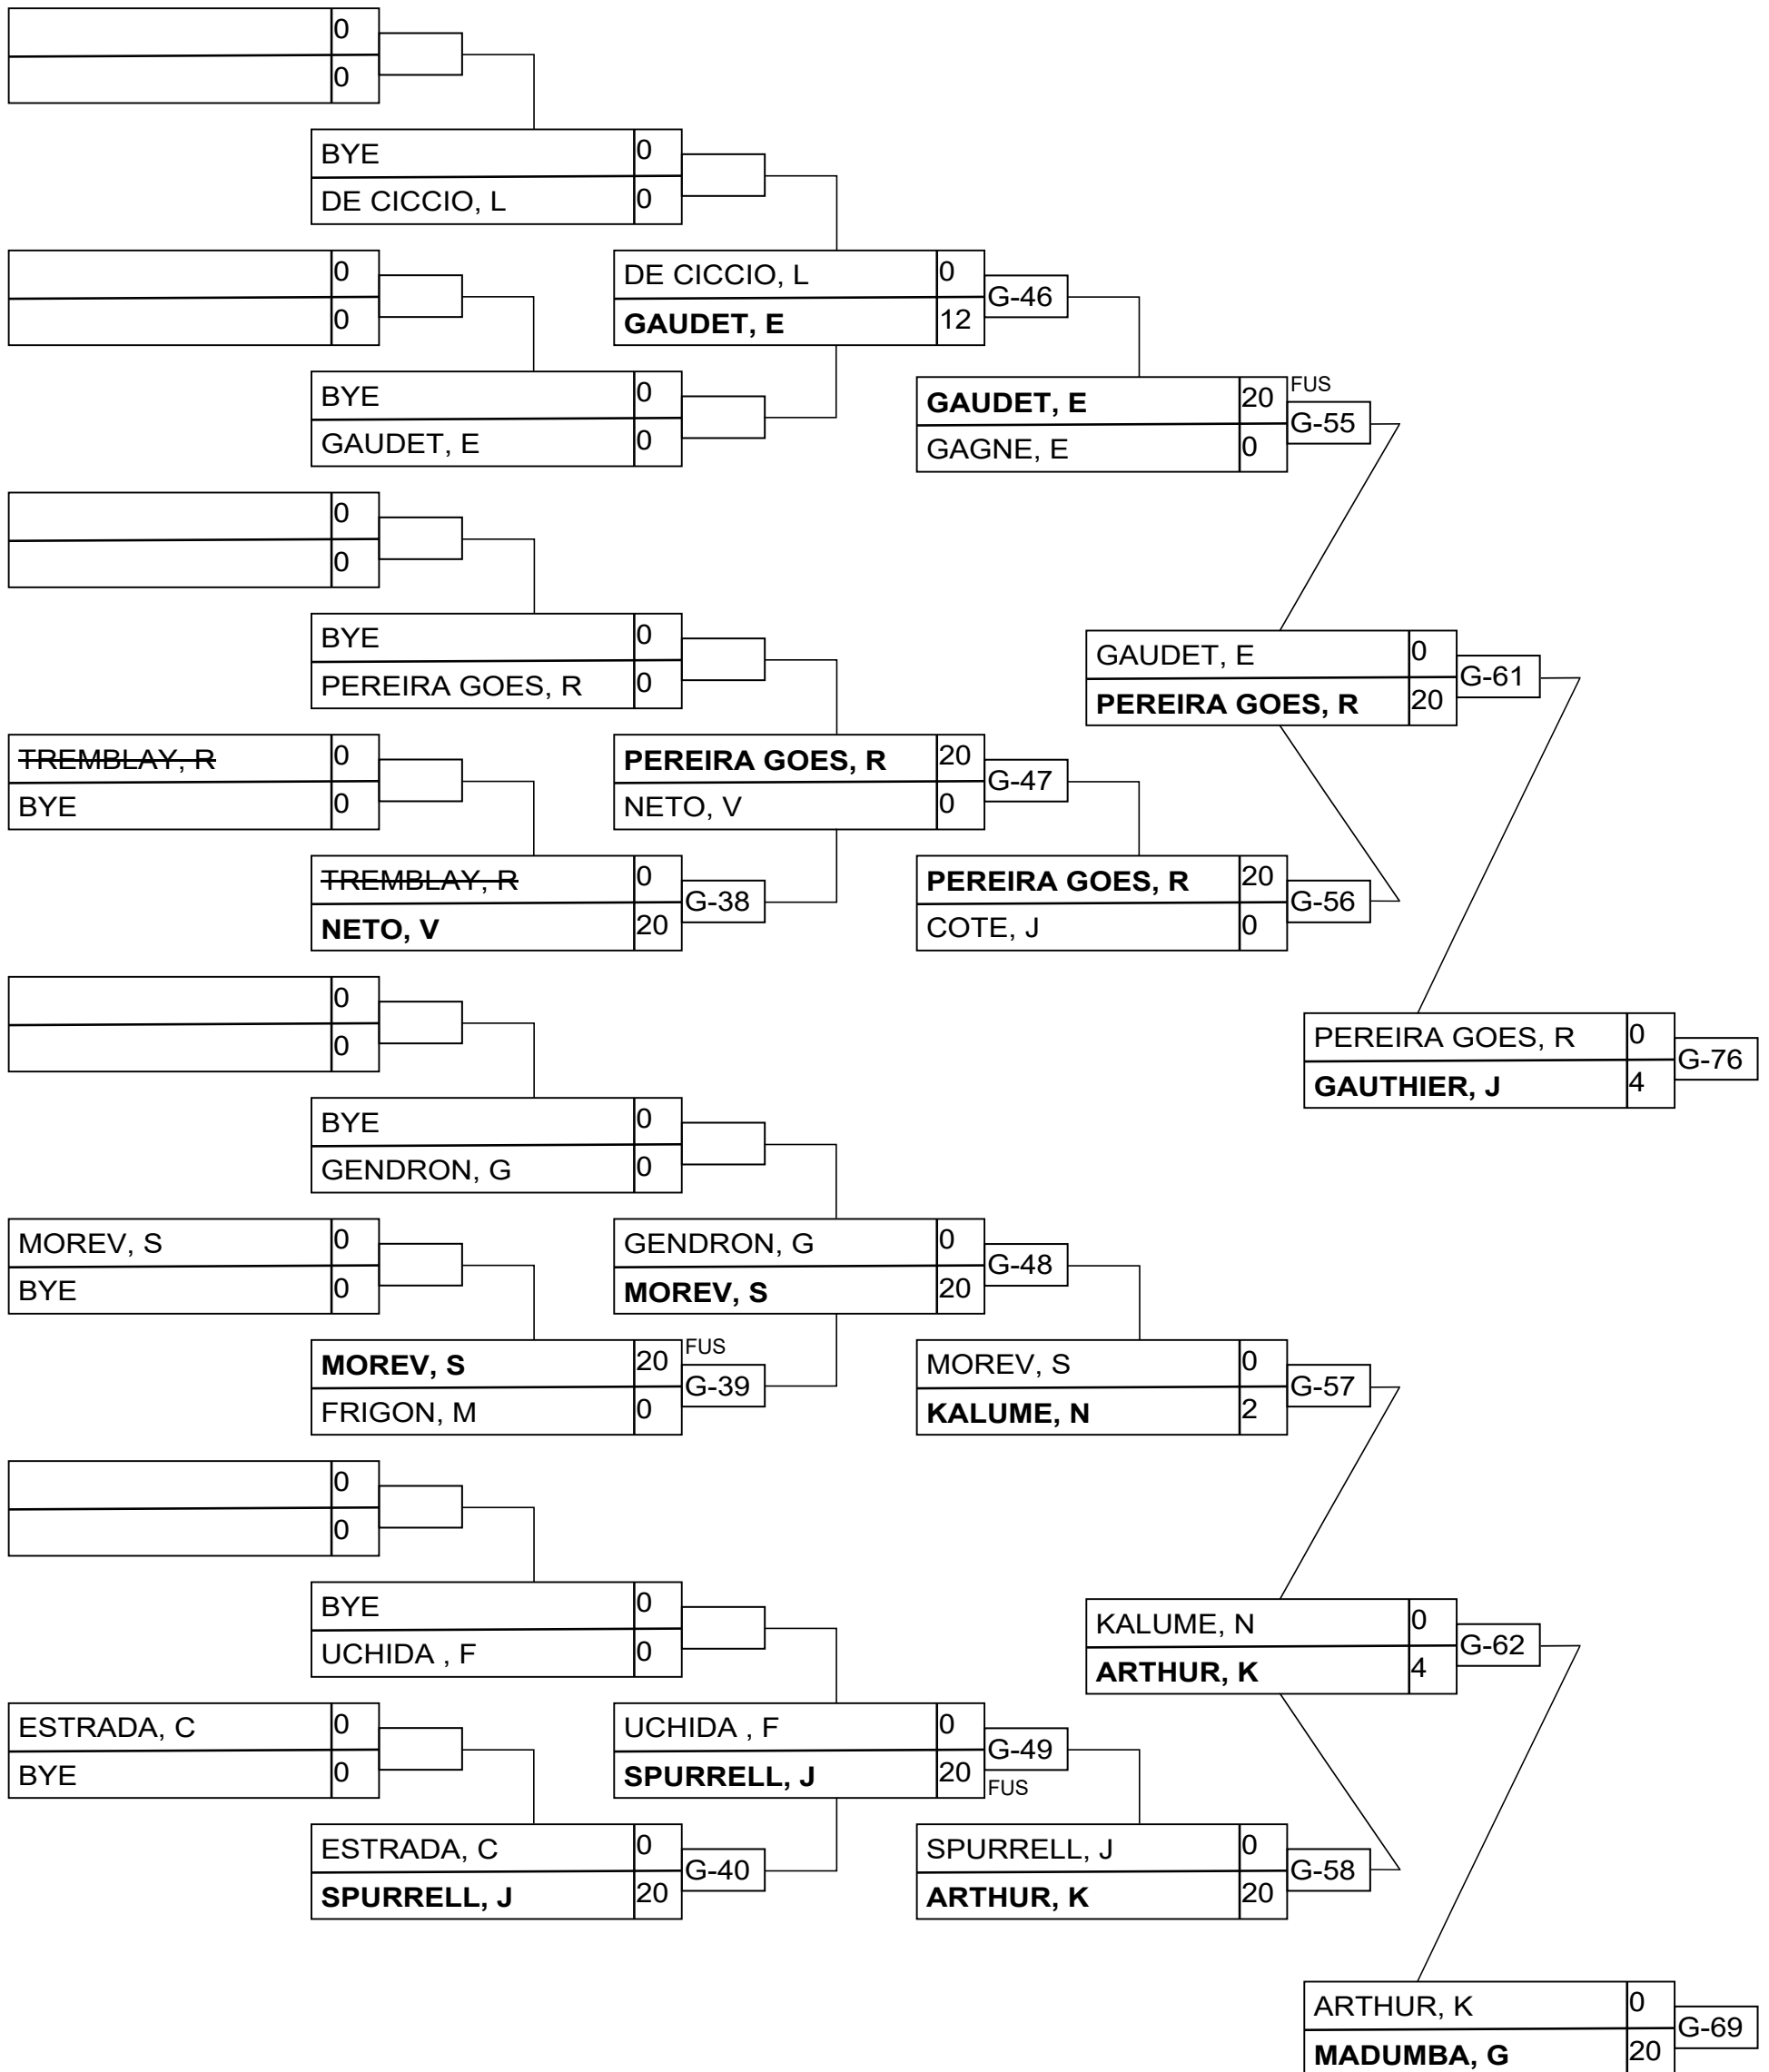 0
0
BYE 0
DE CICCIO, L 0
0
0
DE CICCIO, L 0
G-46
GAUDET, E 12
BYE 0
GAUDET, E 0
FUS
GAUDET, E 20
G-55
GAGNE, E 0
0
0
BYE 0
PEREIRA GOES, R 0
GAUDET, E 0
G-61
PEREIRA GOES, R 20
TREMBLAY, R 0
BYE 0
PEREIRA GOES, R 20
G-47
NETO, V 0
TREMBLAY, R 0
G-38
NETO, V 20
PEREIRA GOES, R 20
G-56
COTE, J 0
0
0
PEREIRA GOES, R 0
G-76
GAUTHIER, J 4
BYE 0
GENDRON, G 0
MOREV, S 0
BYE 0
GENDRON, G 0
G-48
MOREV, S 20
FUS
MOREV, S 20
G-39
FRIGON, M 0
MOREV, S 0
G-57
KALUME, N 2
0
0
BYE 0
UCHIDA , F 0
KALUME, N 0
G-62
ARTHUR, K 4
ESTRADA, C 0
BYE 0
UCHIDA , F 0
G-49
SPURRELL, J 20
FUS
ESTRADA, C 0
G-40
SPURRELL, J 20
SPURRELL, J 0
G-58
ARTHUR, K 20
ARTHUR, K 0
G-69
MADUMBA, G 20